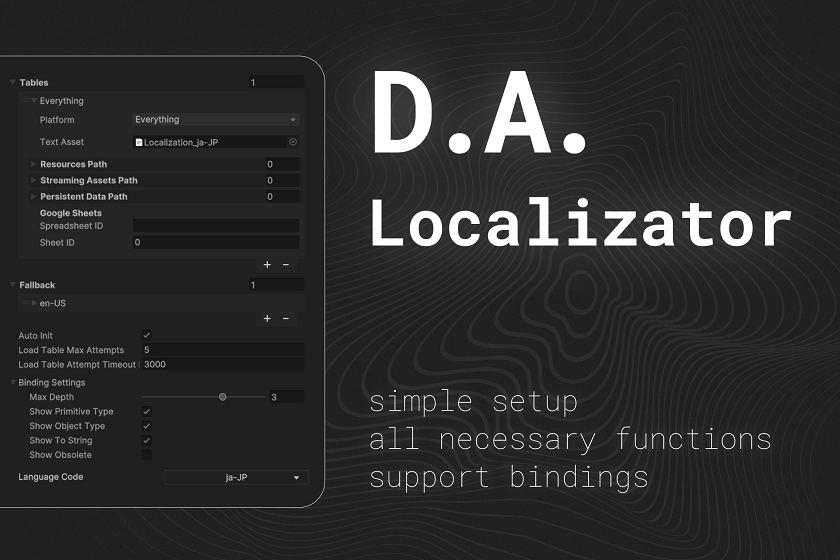 Tables 1
Everything
Platform Everything
Text Asset Localization_ja-JP
Resources Path 0
Streaming Assets Path 0
Persistent Data Path 0
Google Sheets
Spreadsheet ID
Sheet ID 0
+ −
Fallback 1
en-US
+ −
Auto Init
Load Table Max Attempts 5
Load Table Attempt Timeout 3000
Binding Settings
Max Depth 3
Show Primitive Type
Show Object Type
Show To String
Show Obsolete
Language Code ja-JP
D.A.
Localizator
simple setup
all necessary functions
support bindings